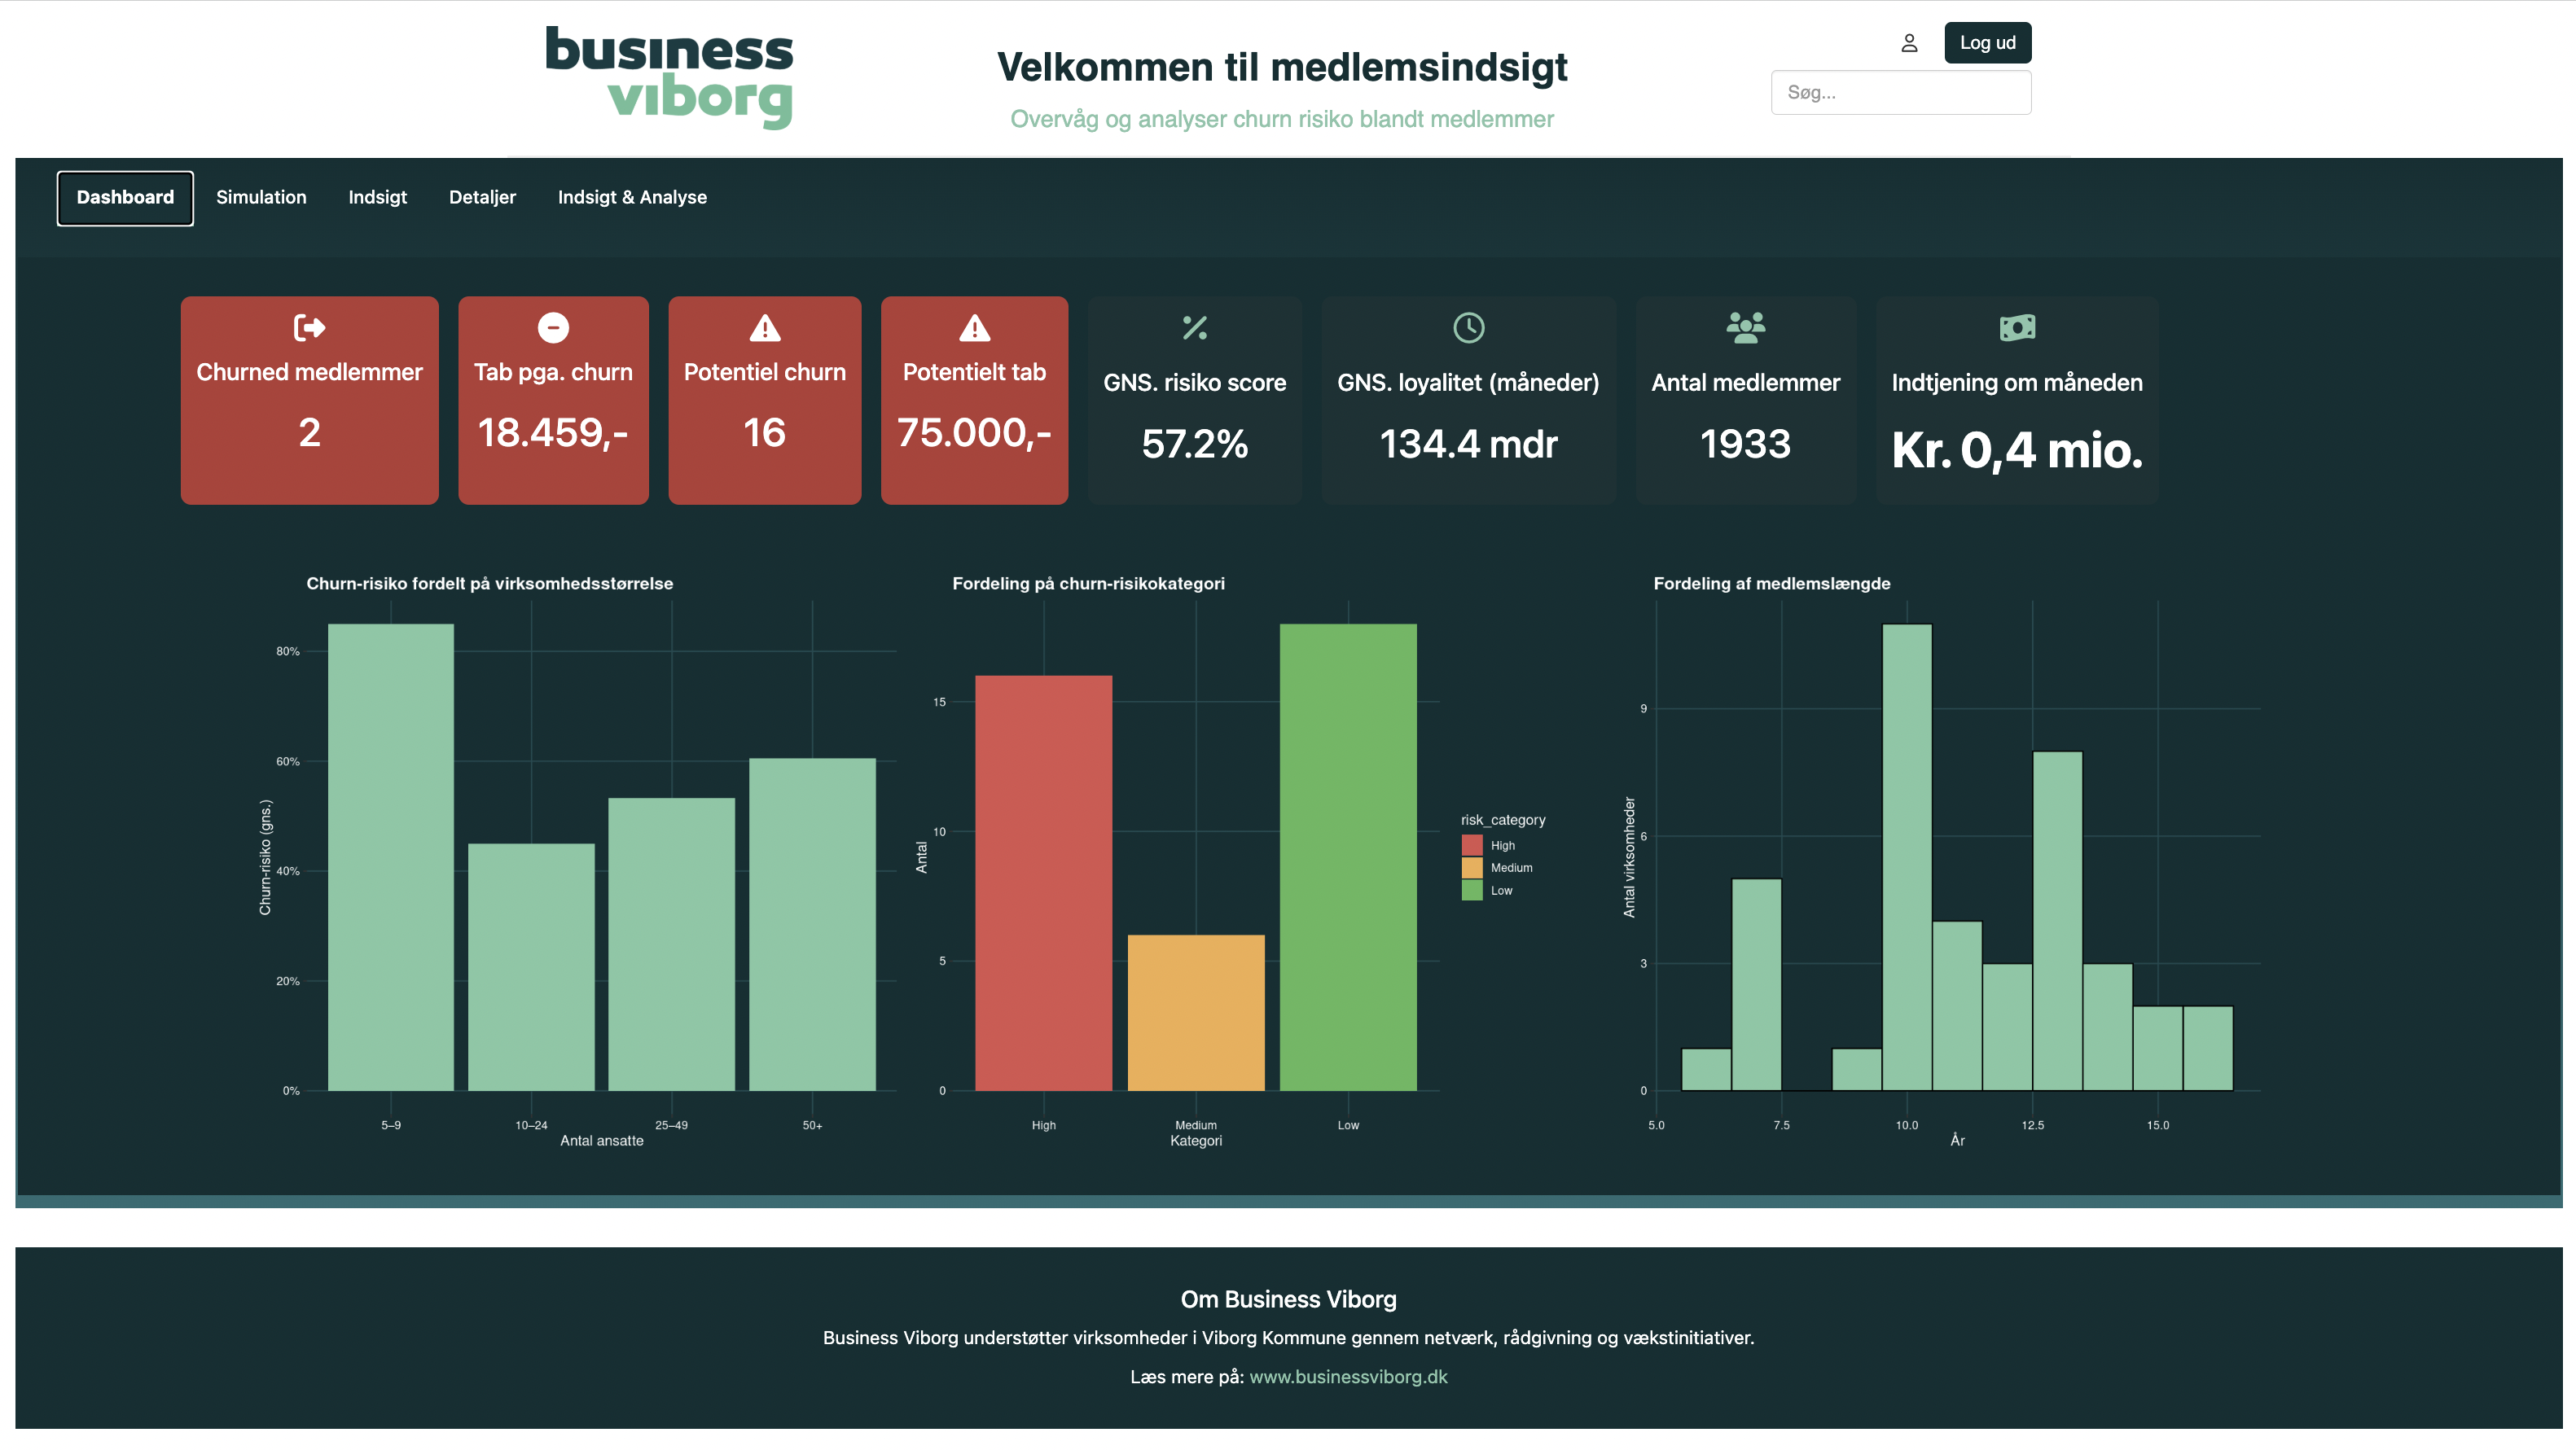 business
viborg
Velkommen til medlemsindsigt
Overvåg og analyser churn risiko blandt medlemmer
Log ud
Søg...
Dashboard
Simulation
Indsigt
Detaljer
Indsigt & Analyse
Churned medlemmer
2
Tab pga. churn
18.459,-
Potentiel churn
16
Potentielt tab
75.000,-
GNS. risiko score
57.2%
GNS. loyalitet (måneder)
134.4 mdr
Antal medlemmer
1933
Indtjening om måneden
Kr. 0,4 mio.
Churn-risiko fordelt på virksomhedsstørrelse
Churn-risiko (gns.)
80%
60%
40%
20%
0%
5–9
10–24
25–49
50+
Antal ansatte
Fordeling på churn-risikokategori
Antal
15
10
5
0
High
Medium
Low
Kategori
risk_category
High
Medium
Low
Fordeling af medlemslængde
Antal virksomheder
9
6
3
0
5.0
7.5
10.0
12.5
15.0
År
Om Business Viborg
Business Viborg understøtter virksomheder i Viborg Kommune gennem netværk, rådgivning og vækstinitiativer.
Læs mere på: www.businessviborg.dk